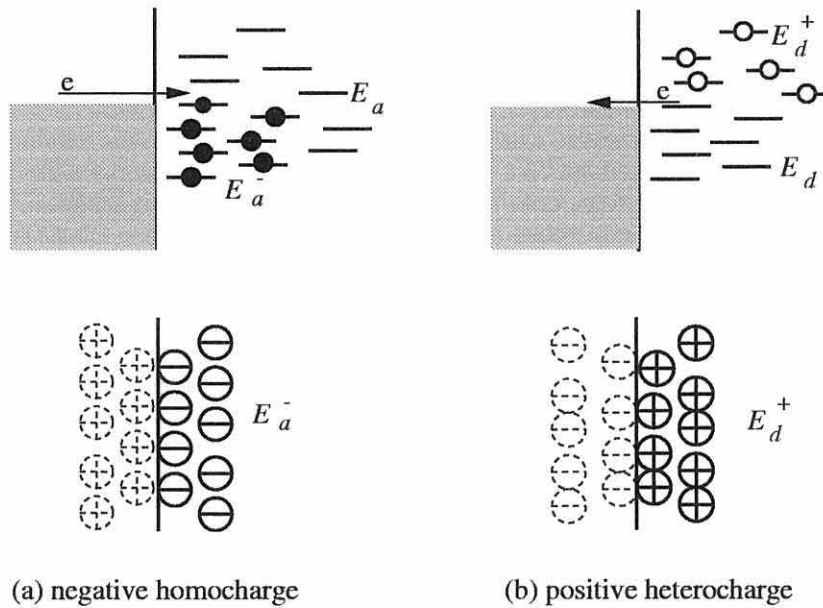 e
E_a
E_a^-
E_d^+
e
E_d
E_a^-
E_d^+
(a) negative homocharge
(b) positive heterocharge